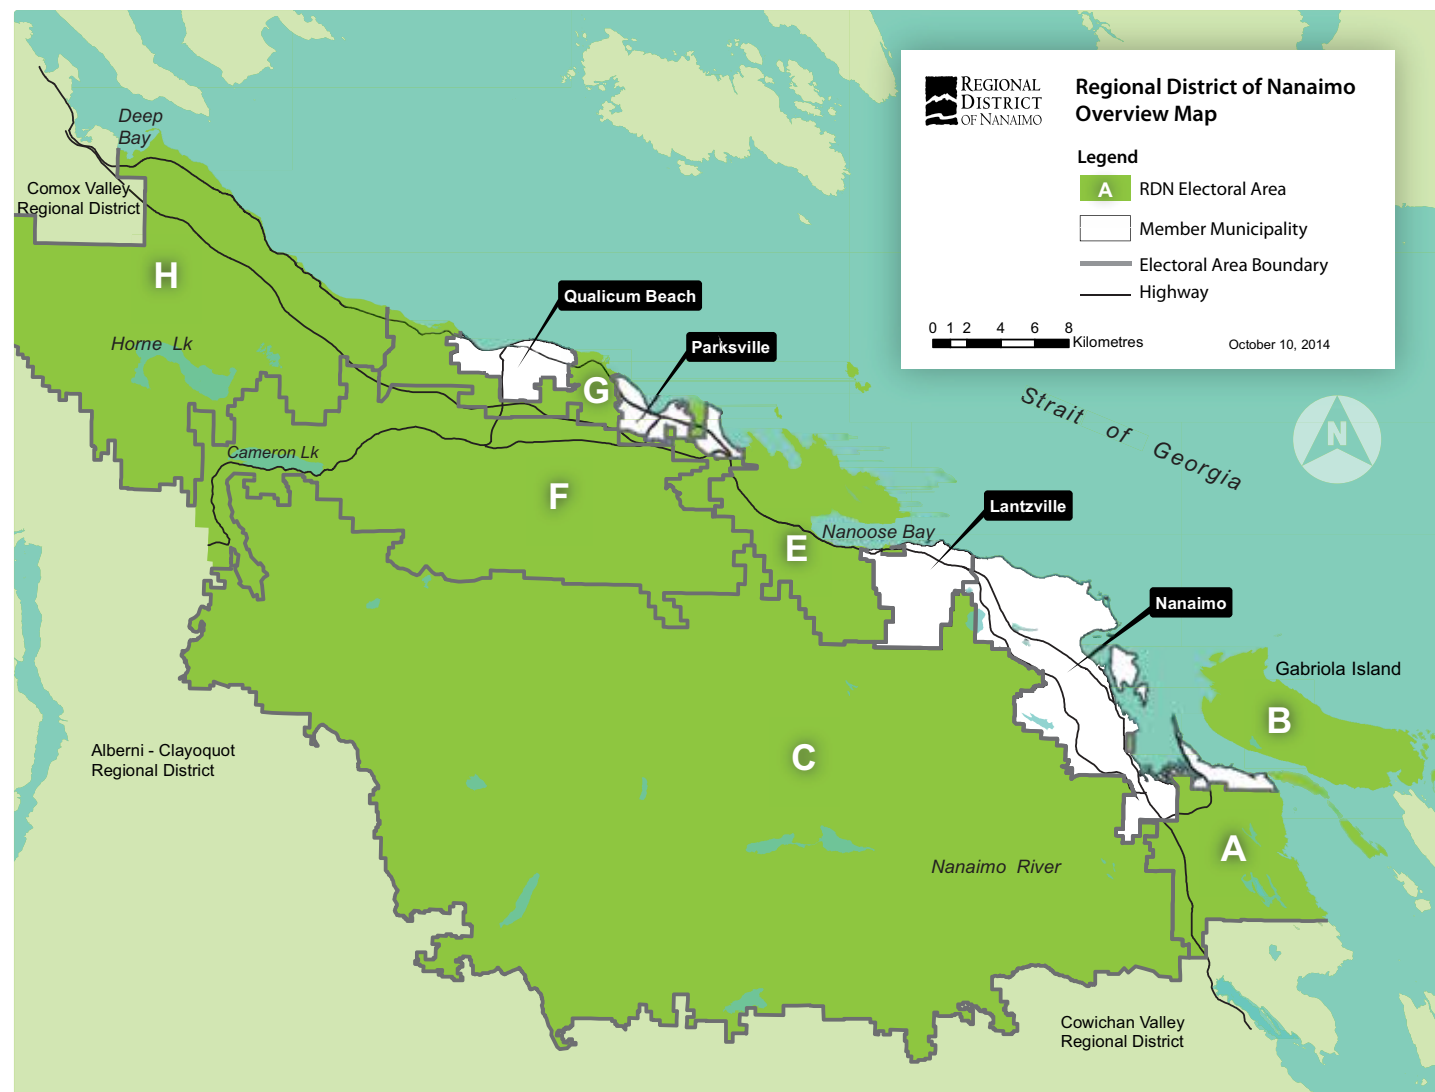 REGIONAL
DISTRICT
OF NANAIMO
Regional District of Nanaimo
Overview Map
Legend
A RDN Electoral Area
Member Municipality
Electoral Area Boundary
Highway
0 1 2 4 6 8
Kilometres
October 10, 2014
Deep
Bay
Comox Valley
Regional District
H
Qualicum Beach
Horne Lk
Parksville
G
Strait of Georgia
N
Cameron Lk
F
Lantzville
Nanoose Bay
E
Nanaimo
Gabriola Island
B
Alberni - Clayoquot
Regional District
C
A
Nanaimo River
Cowichan Valley
Regional District